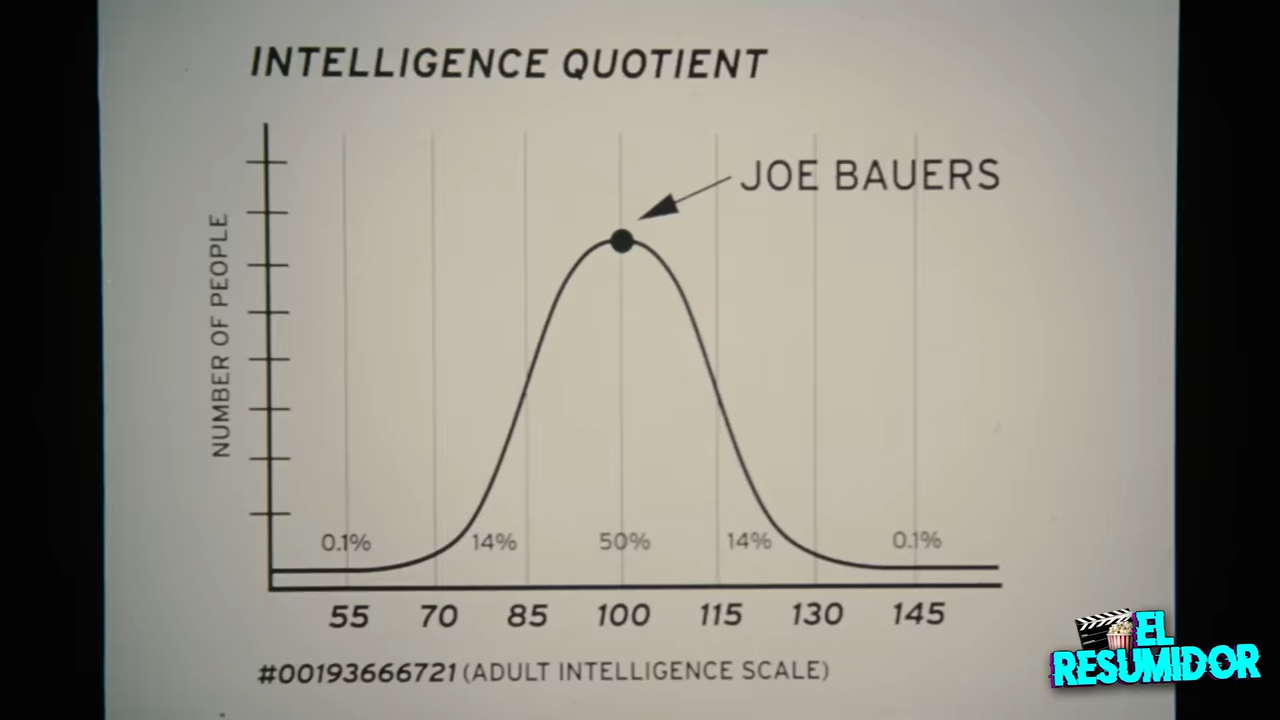 INTELLIGENCE QUOTIENT
JOE BAUERS
NUMBER OF PEOPLE
0.1% 14% 50% 14% 0.1%
55 70 85 100 115 130 145
#00193666721 (ADULT INTELLIGENCE SCALE)
EL
RESUMIDOR